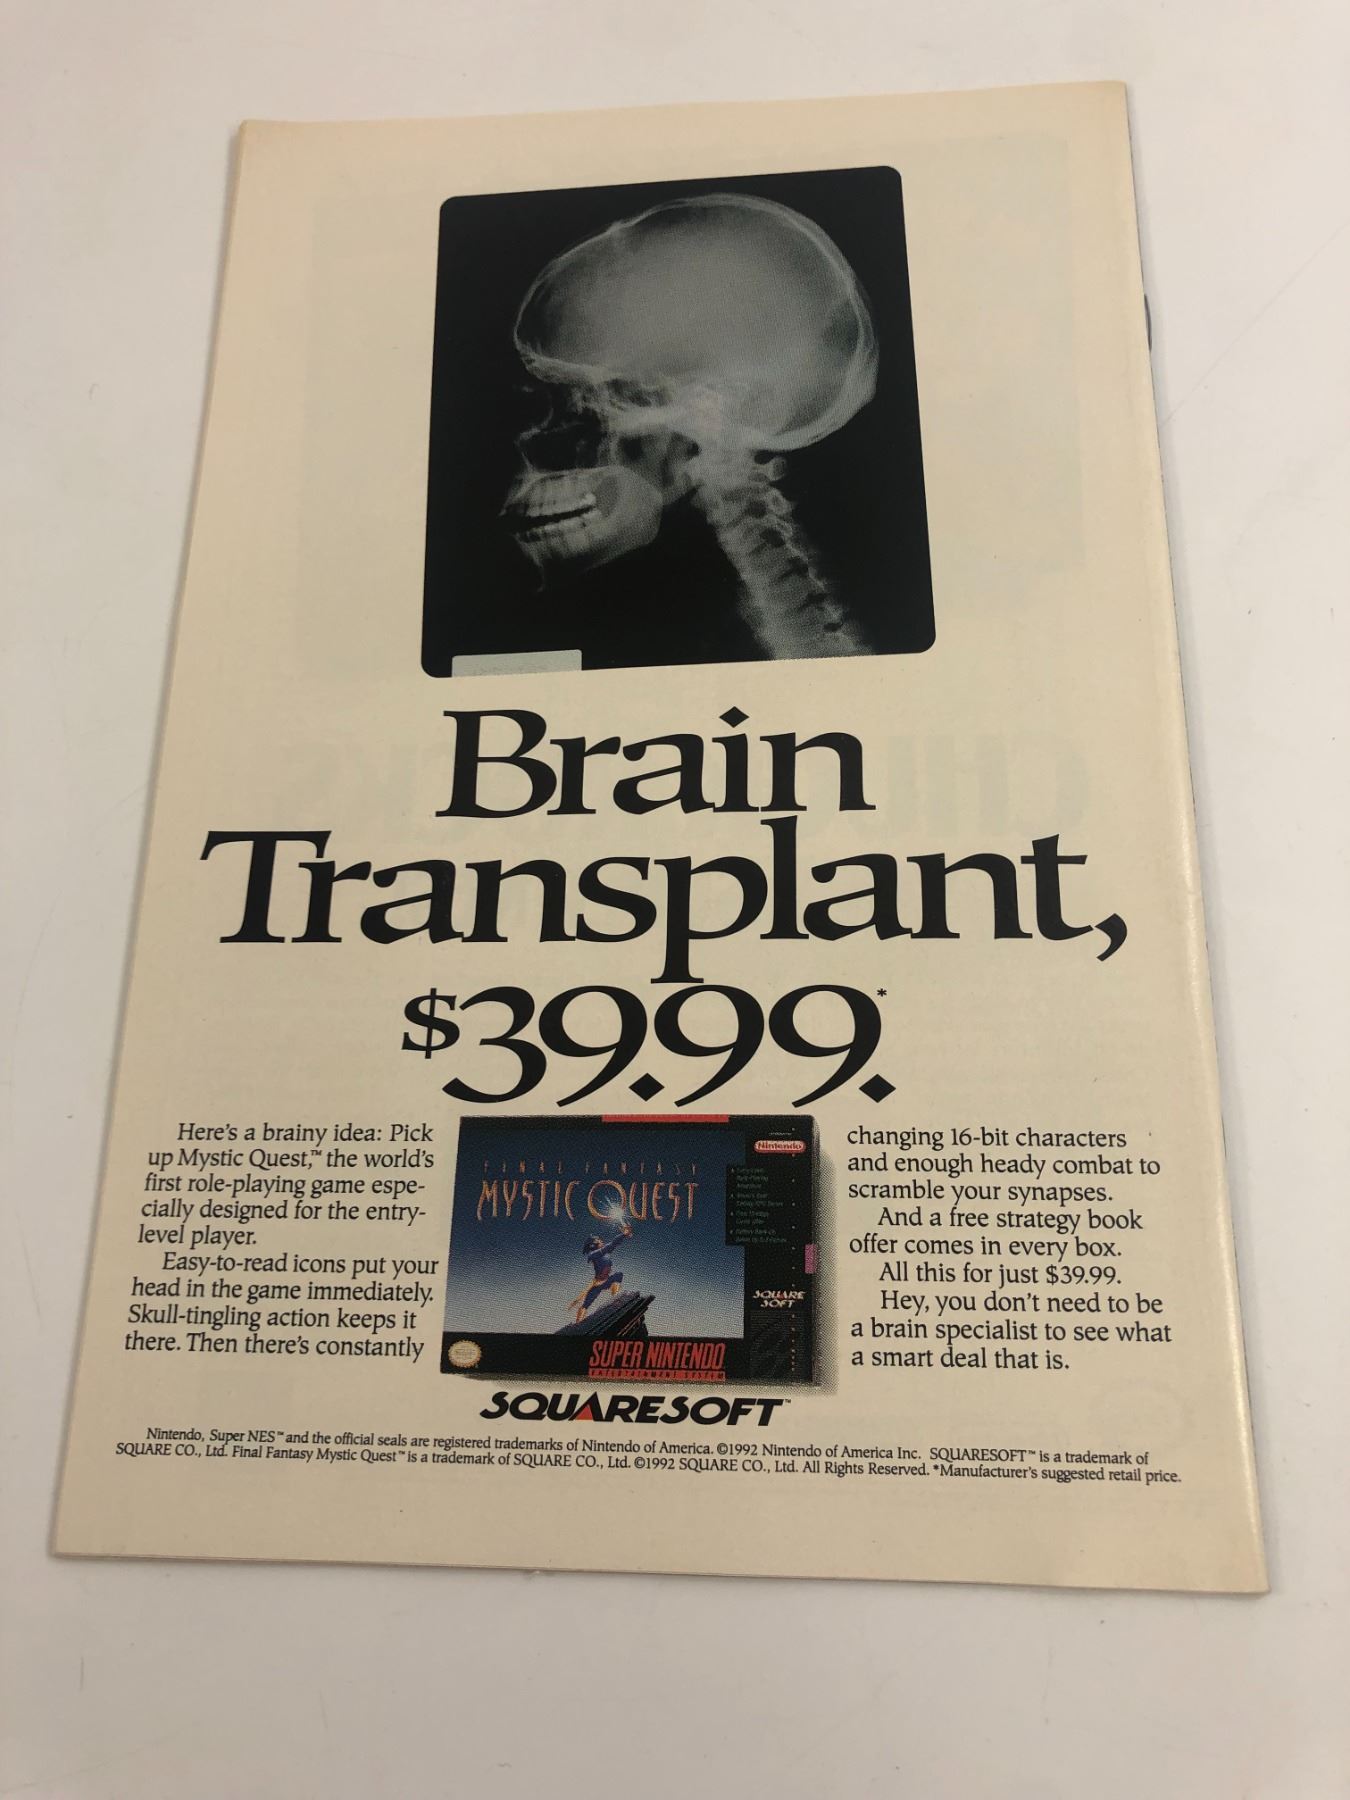 Brain
Transplant,
$39.99.*
Here's a brainy idea: Pick
up Mystic Quest,™ the world's
first role-playing game espe-
cially designed for the entry-
level player.
Easy-to-read icons put your
head in the game immediately.
Skull-tingling action keeps it
there. Then there's constantly
FINAL FANTASY
MYSTIC QUEST
Nintendo
SQUARE
SOFT
SUPER NINTENDO
ENTERTAINMENT SYSTEM
changing 16-bit characters
and enough heady combat to
scramble your synapses.
And a free strategy book
offer comes in every box.
All this for just $39.99.
Hey, you don't need to be
a brain specialist to see what
a smart deal that is.
SQUARESOFT™
Nintendo, Super NES™ and the official seals are registered trademarks of Nintendo of America. ©1992 Nintendo of America Inc. SQUARESOFT™ is a trademark of
SQUARE CO., Ltd. Final Fantasy Mystic Quest™ is a trademark of SQUARE CO., Ltd. ©1992 SQUARE CO., Ltd. All Rights Reserved. *Manufacturer's suggested retail price.